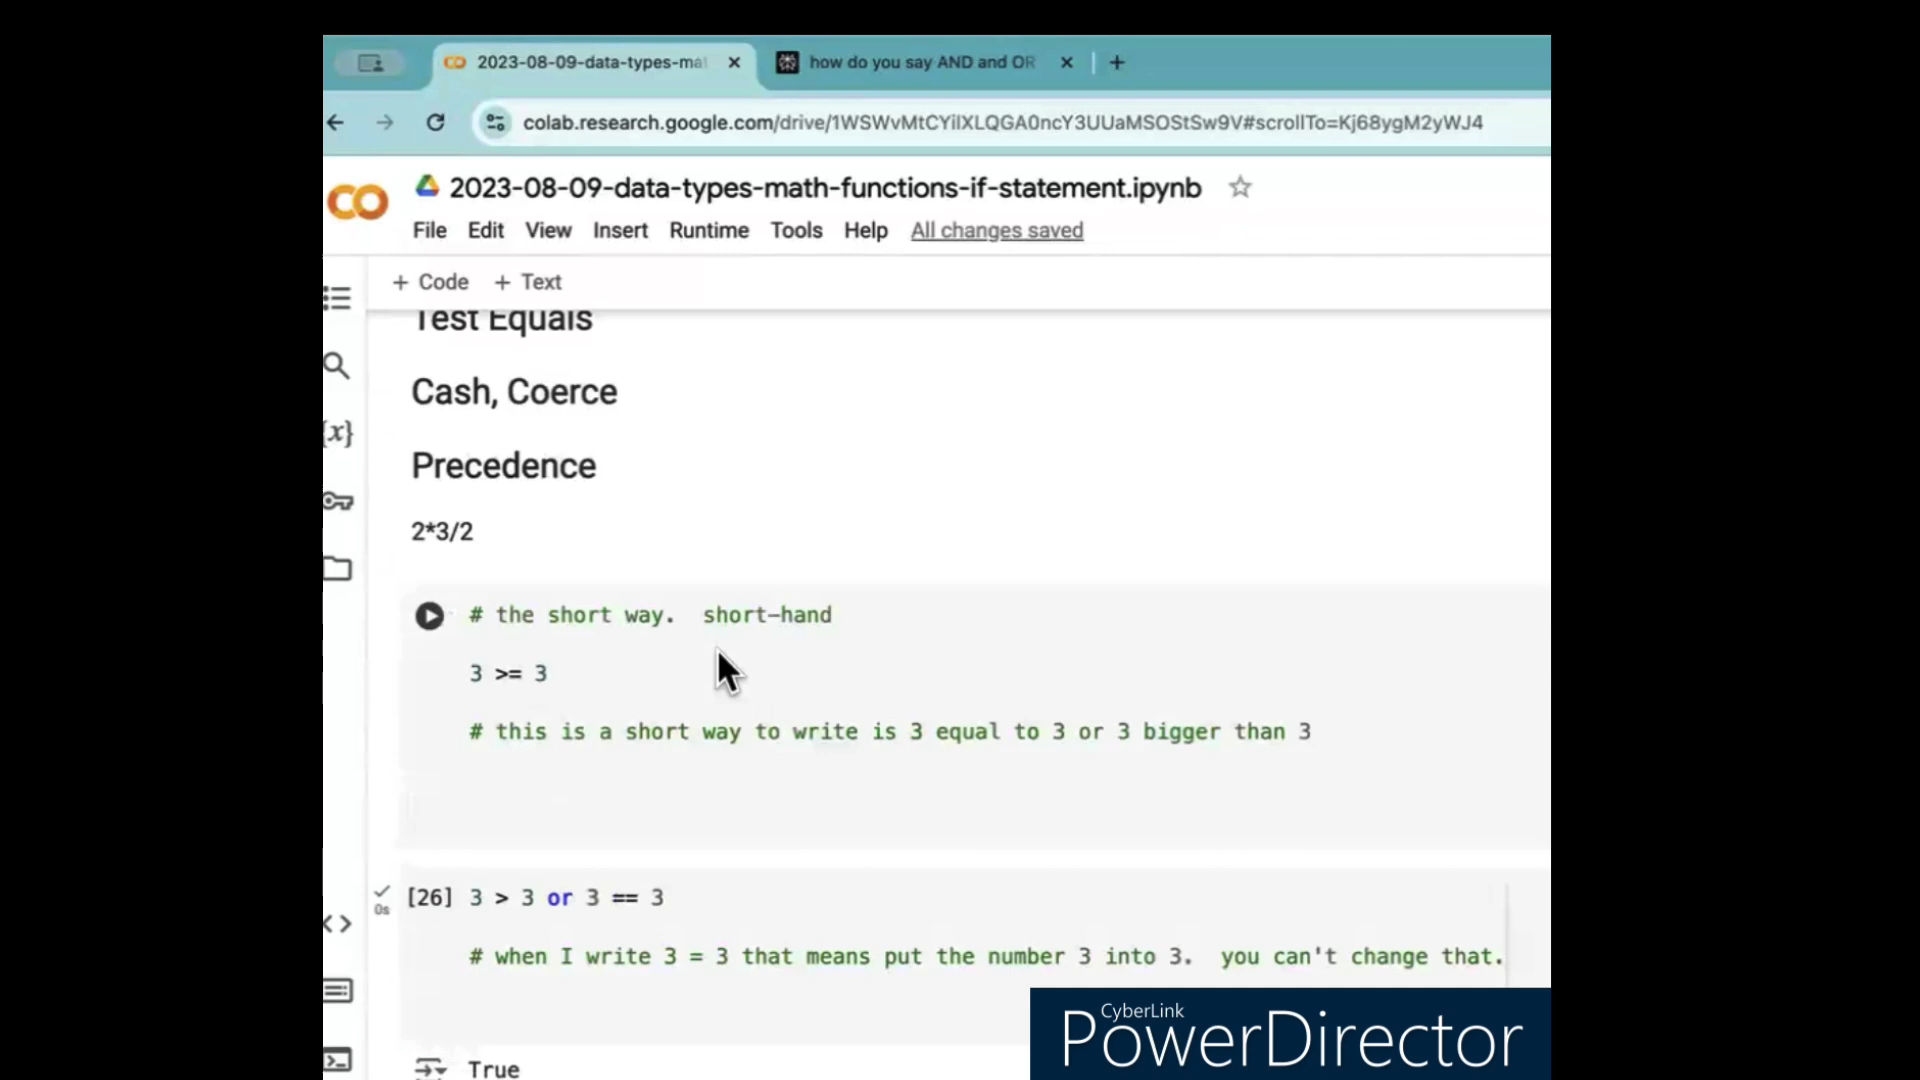 2023-08-09-data-types-mat
how do you say AND and OR
colab.research.google.com/drive/1WSWvMtCYilXLQGA0ncY3UUaMSOStSw9V#scrollTo=Kj68ygM2yWJ4
2023-08-09-data-types-math-functions-if-statement.ipynb
File Edit View Insert Runtime Tools Help All changes saved
+ Code + Text
Test Equals
Cash, Coerce
Precedence
2*3/2
# the short way.  short-hand
3 >= 3
# this is a short way to write is 3 equal to 3 or 3 bigger than 3
[26] 3 > 3 or 3 == 3
0s
# when I write 3 = 3 that means put the number 3 into 3.  you can't change that.
True
CyberLink
PowerDirector